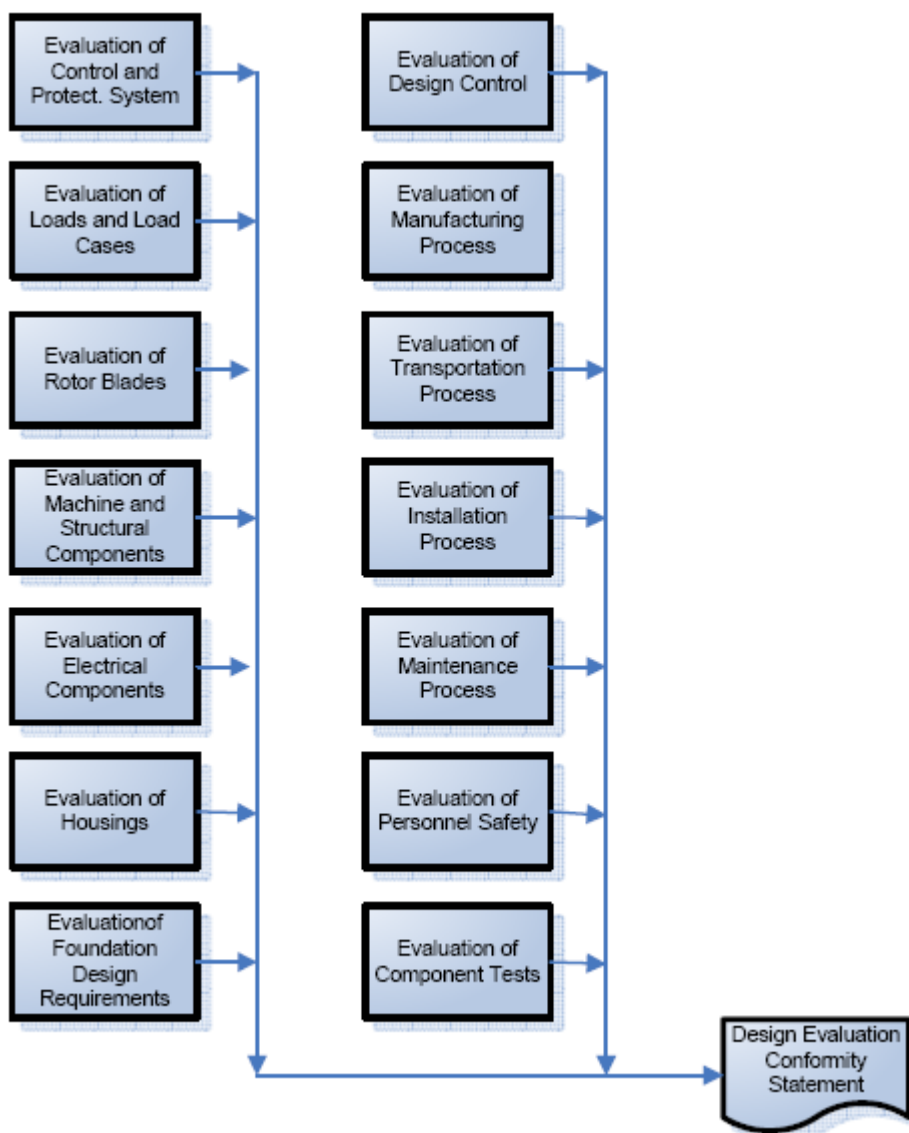 Evaluation of
Control and
Protect. System
Evaluation of
Loads and Load
Cases
Evaluation of
Rotor Blades
Evaluation of
Machine and
Structural
Components
Evaluation of
Electrical
Components
Evaluation of
Housings
Evaluationof
Foundation
Design
Requirements
Evaluation of
Design Control
Evaluation of
Manufacturing
Process
Evaluation of
Transportation
Process
Evaluation of
Installation
Process
Evaluation of
Maintenance
Process
Evaluation of
Personnel Safety
Evaluation of
Component Tests
Design Evaluation
Conformity
Statement